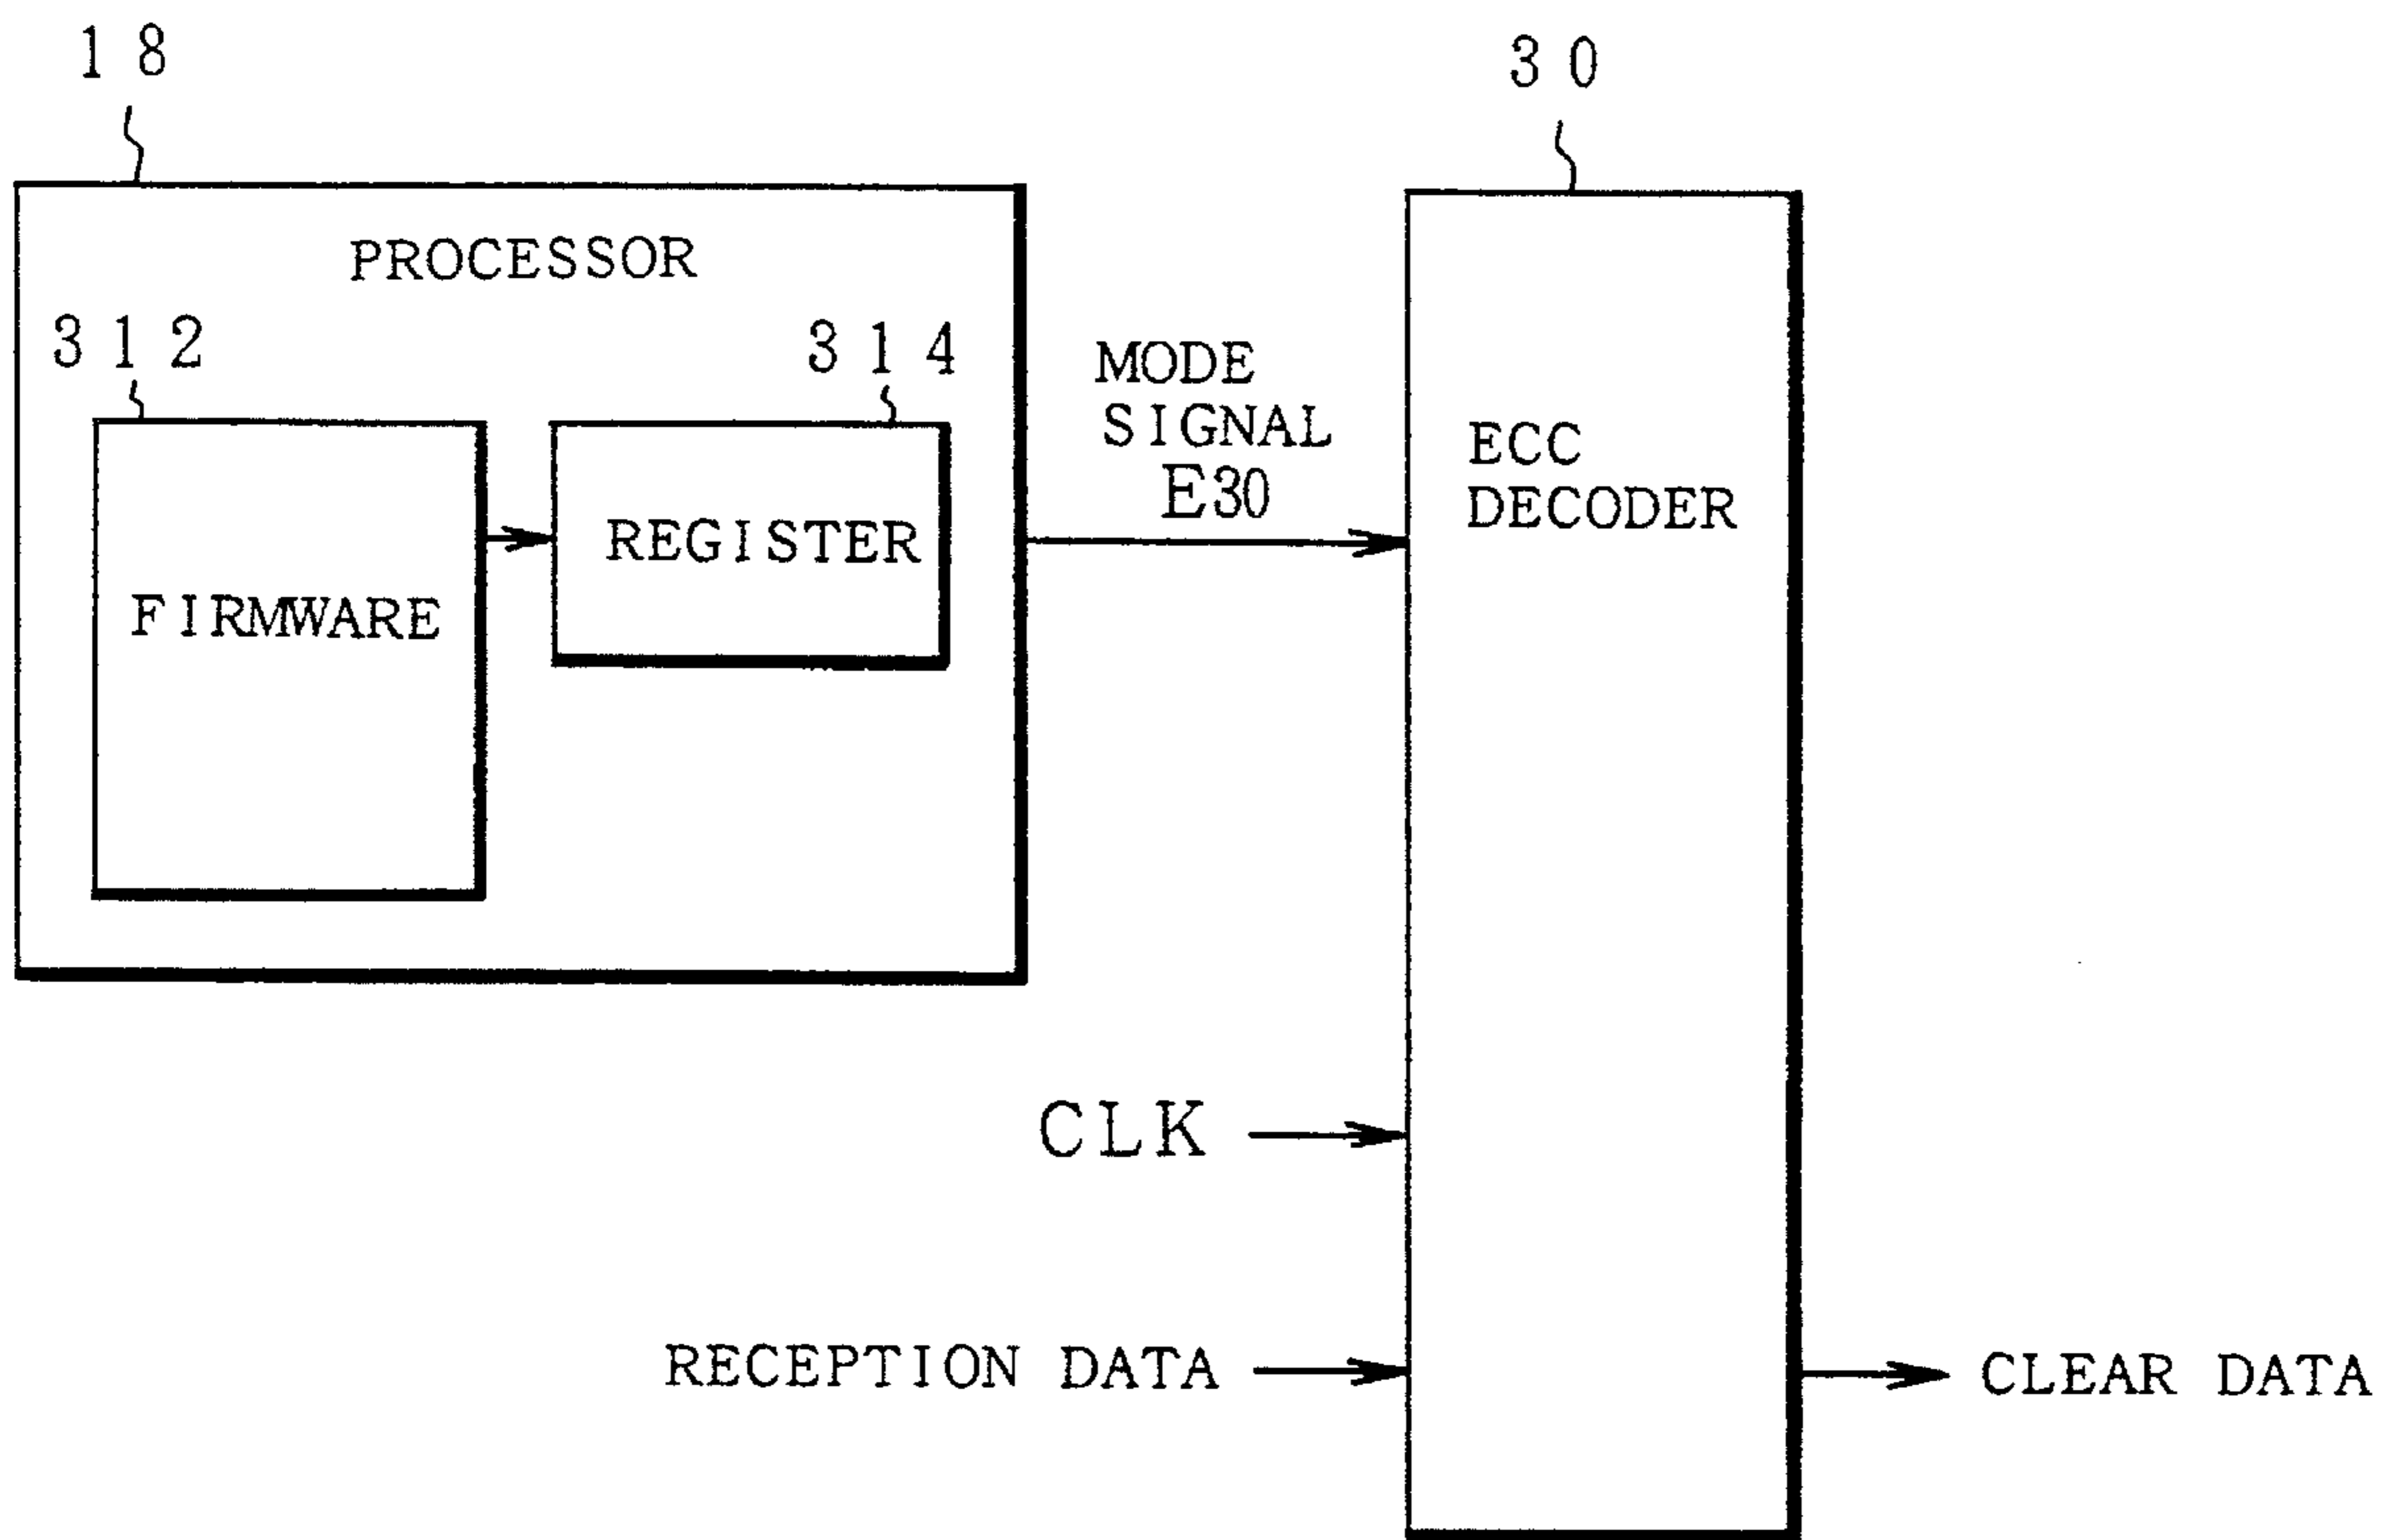 18
30
PROCESSOR
312
314
MODE
SIGNAL
E30
ECC
DECODER
REGISTER
FIRMWARE
CLK
RECEPTION DATA
CLEAR DATA